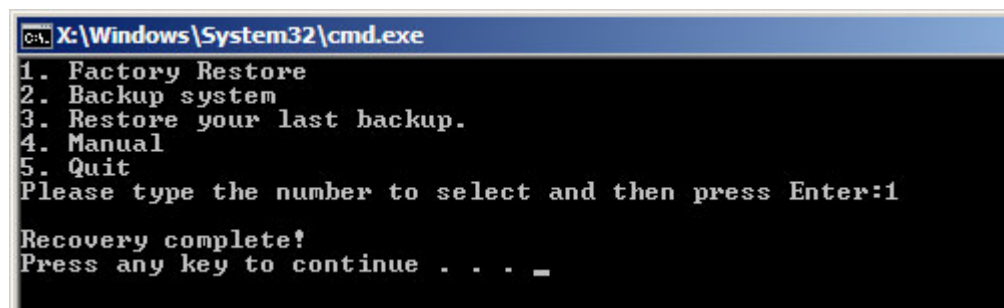 X:\Windows\System32\cmd.exe
1. Factory Restore
2. Backup system
3. Restore your last backup.
4. Manual
5. Quit
Please type the number to select and then press Enter:1
Recovery complete!
Press any key to continue . . . _